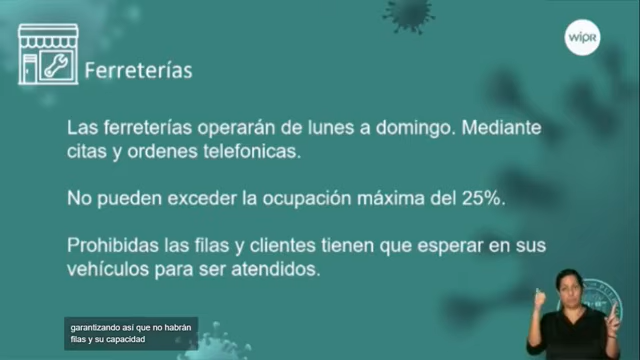 wipr
Ferreterías
Las ferreterías operarán de lunes a domingo. Mediante
citas y ordenes telefonicas.
No pueden exceder la ocupación máxima del 25%.
Prohibidas las filas y clientes tienen que esperar en sus
vehículos para ser atendidos.
garantizando así que no habrán
filas y su capacidad